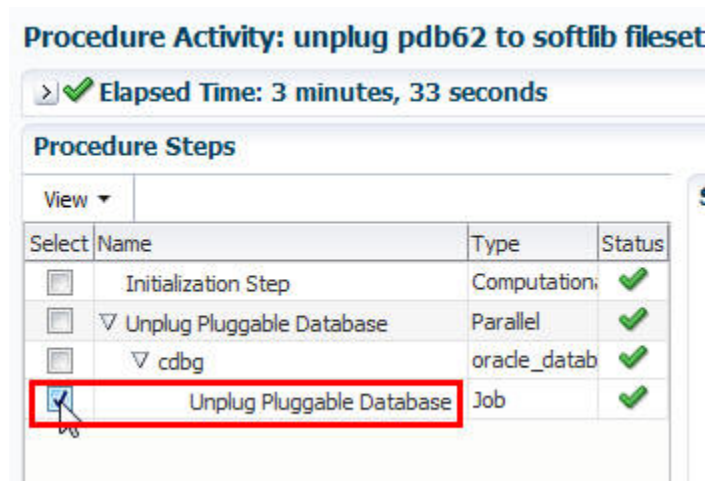 Procedure Activity: unplug pdb62 to softlib fileset
Elapsed Time: 3 minutes, 33 seconds
Procedure Steps
View
Select Name Type Status
Initialization Step
Unplug Pluggable Database Parallel
cdbg oracle_datab
Unplug Pluggable Database Job